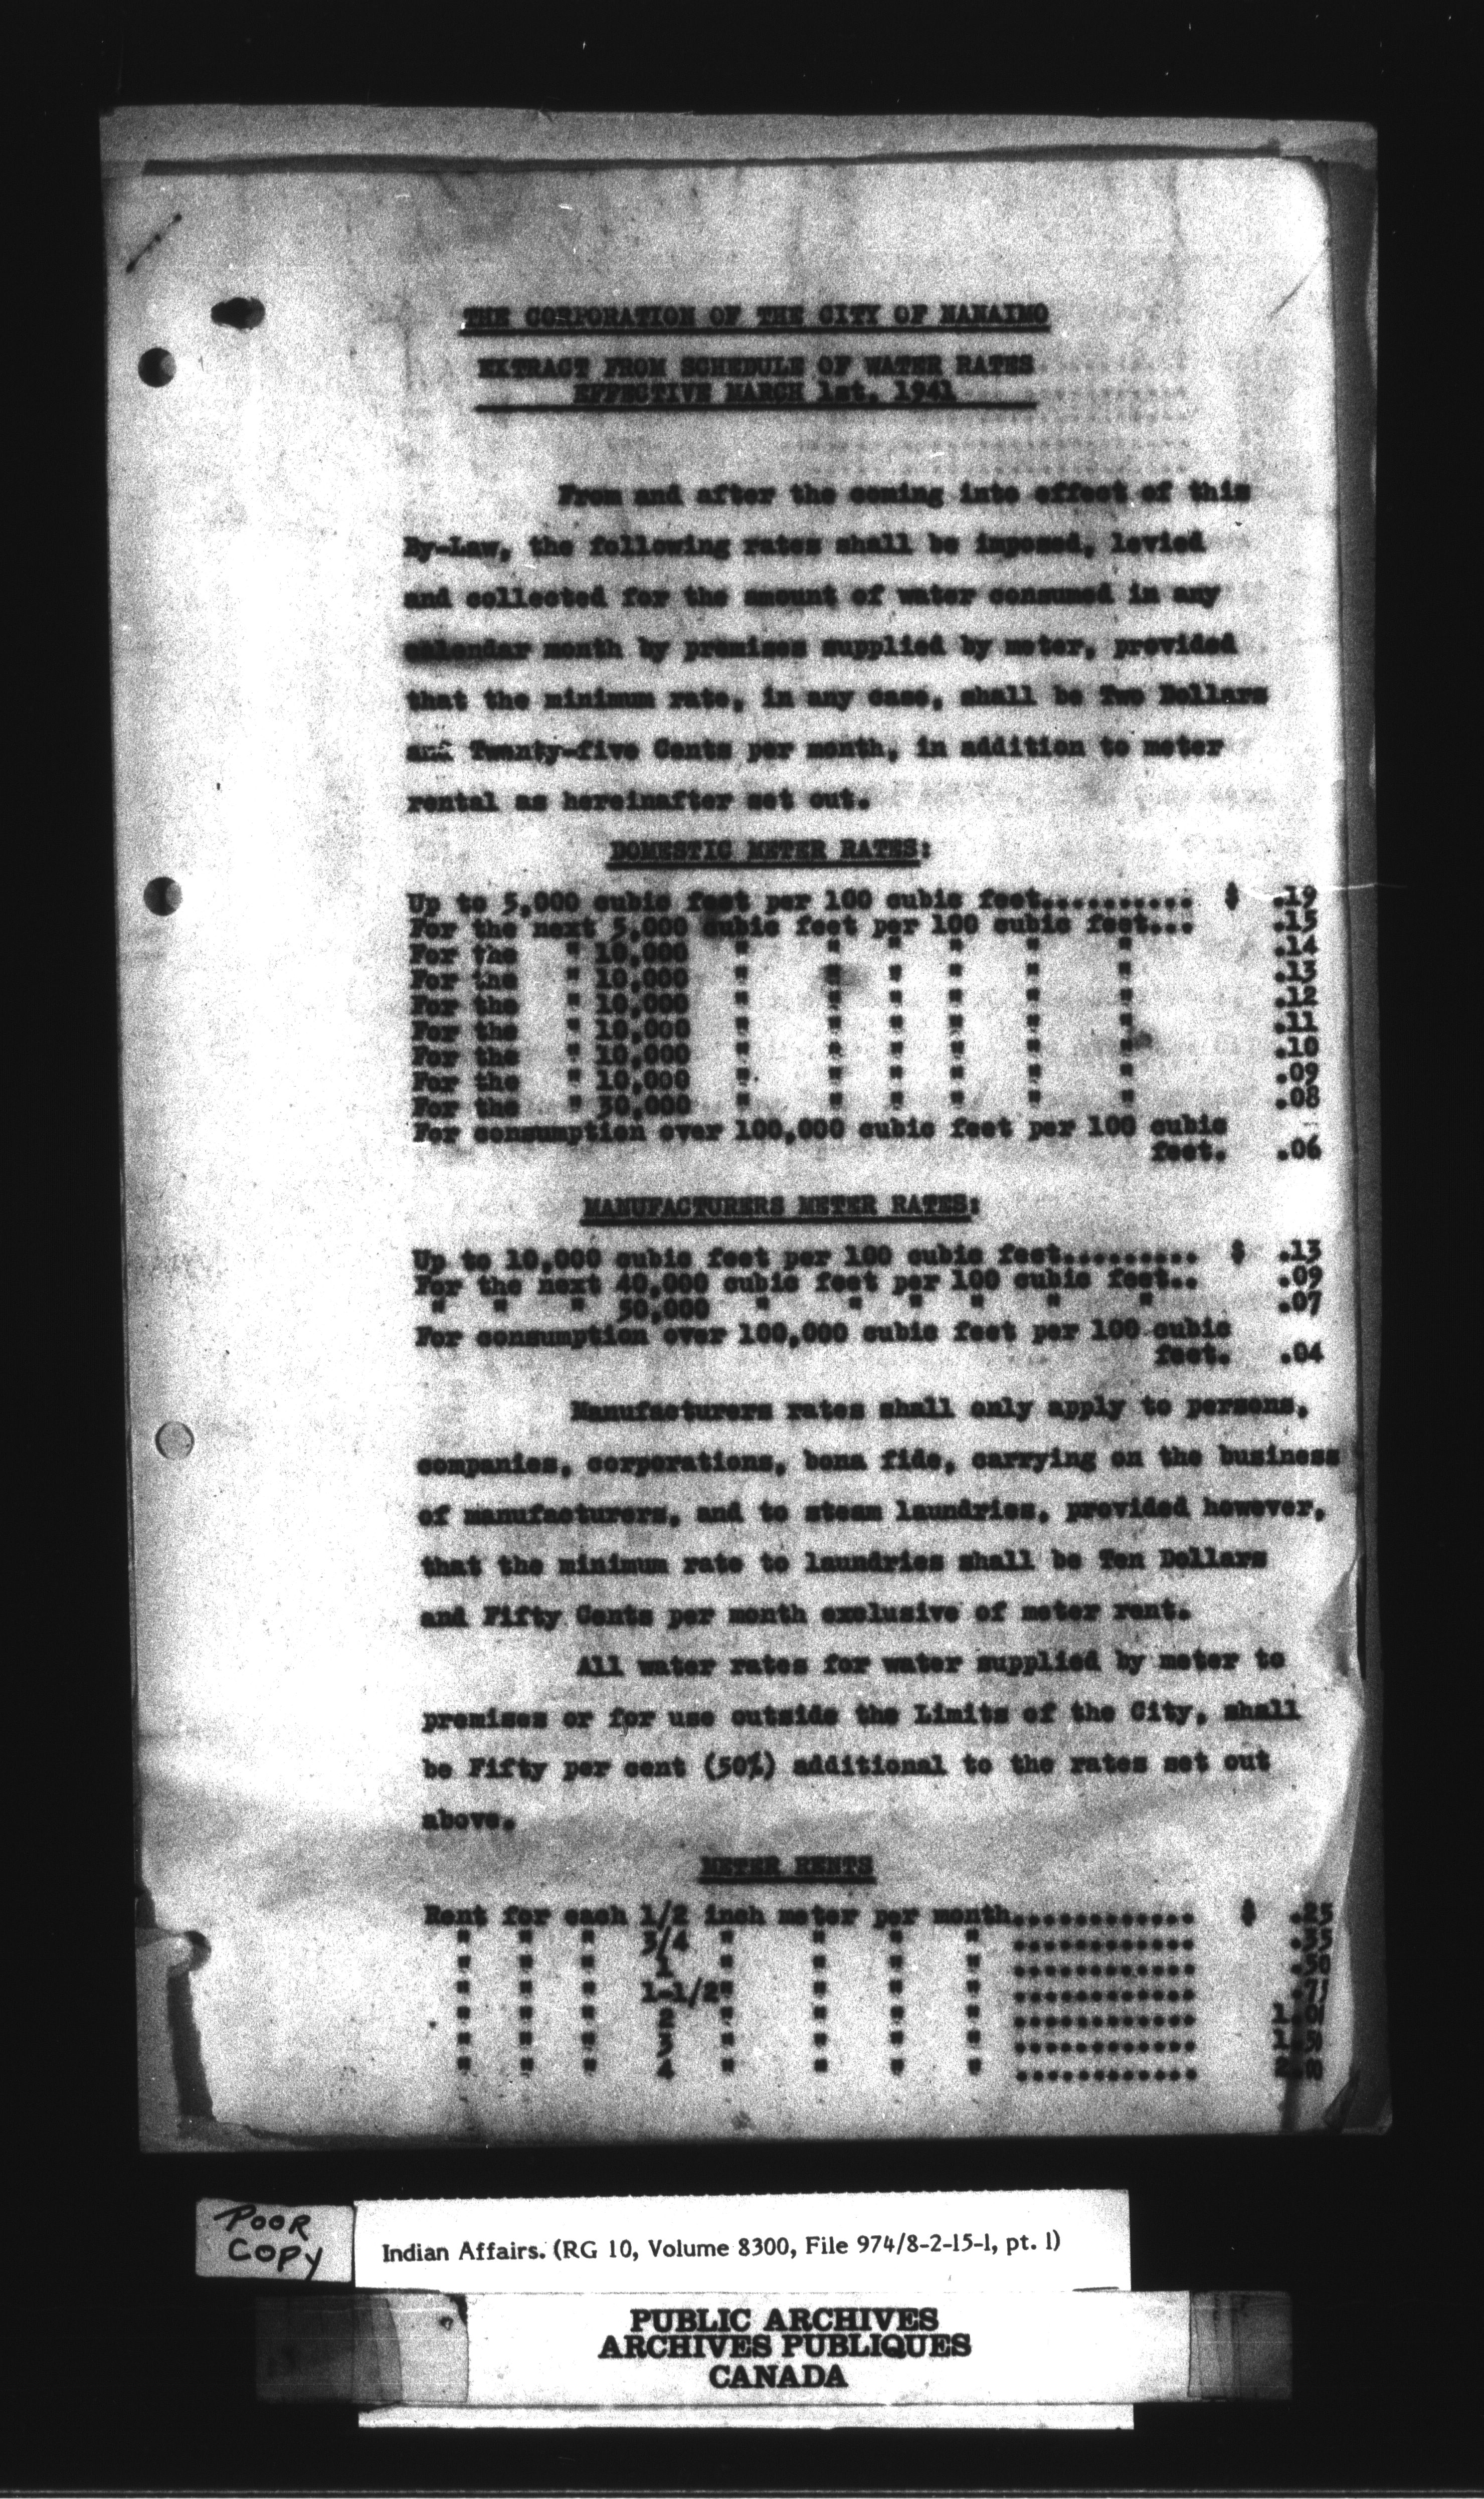 THE CORPORATION OF THE CITY OF NANAIMO
EXTRACT FROM SCHEDULE OF WATER RATES
EFFECTIVE MARCH 1st. 1941
From and after the coming into effect of this
By-Law, the following rates shall be imposed, levied
and collected for the amount of water consumed in any
calendar month by premises supplied by meter, provided
that the minimum rate, in any case, shall be Two Dollars
and Twenty-five Cents per month, in addition to meter
rental as hereinafter set out.
DOMESTIC METER RATES:
Up to 5,000 cubic feet per 100 cubic feet........... $ .19
For the next 5,000 cubic feet per 100 cubic feet... .15
For the " 10,000 " " " " " " .14
For the " 10,000 " " " " " " .13
For the " 10,000 " " " " " " .12
For the " 10,000 " " " " " " .11
For the " 10,000 " " " " " " .10
For the " 10,000 " " " " " " .09
For the " 30,000 " " " " " " .08
For consumption over 100,000 cubic feet per 100 cubic
feet. .06
MANUFACTURERS METER RATES:
Up to 10,000 cubic feet per 100 cubic feet.......... $ .13
For the next 40,000 cubic feet per 100 cubic feet.. .09
" " " 50,000 " " " " " " .07
For consumption over 100,000 cubic feet per 100 cubic
feet. .04
Manufacturers rates shall only apply to persons,
companies, corporations, bona fide, carrying on the business
of manufacturers, and to steam laundries, provided however,
that the minimum rate to laundries shall be Ten Dollars
and Fifty Cents per month exclusive of meter rent.
All water rates for water supplied by meter to
premises or for use outside the Limits of the City, shall
be Fifty per cent (50%) additional to the rates set out
above.
METER RENTS
Rent for each 1/2 inch meter per month............. $ .25
" " " 3/4 " " " " ............ .35
" " " 1 " " " " ............ .50
" " " 1-1/2" " " " ............
" " " 2 " " " " ............
" " " 3 " " " " ............
" " " 4 " " " " ............
POOR
COPY
Indian Affairs. (RG 10, Volume 8300, File 974/8-2-15-1, pt. 1)
PUBLIC ARCHIVES
ARCHIVES PUBLIQUES
CANADA